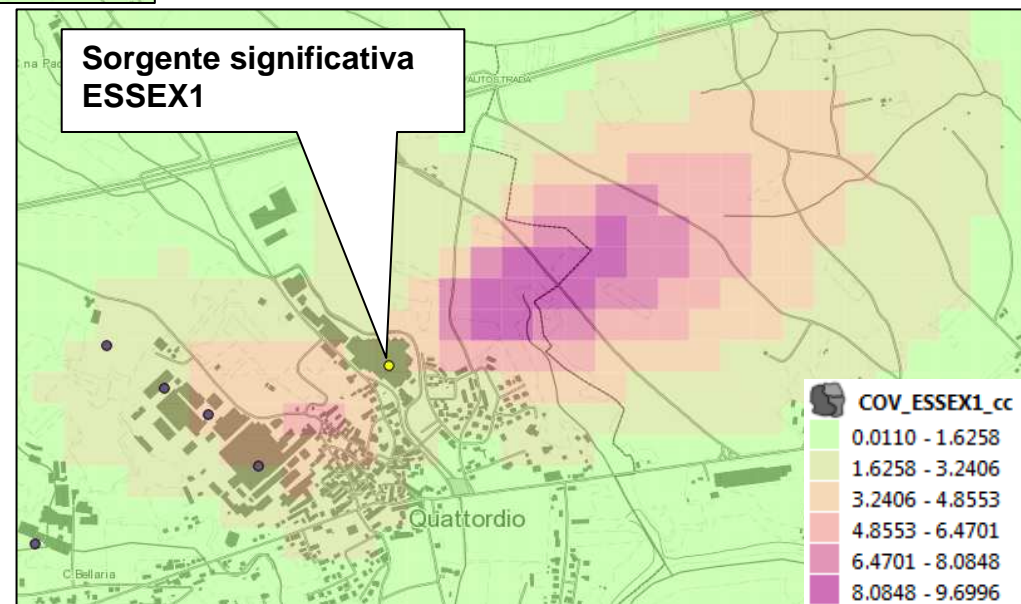 Sorgente significativa
ESSEX1
AUTOSTRADA
Quattordio
C.Bellaria
COV_ESSEX1_cc
0.0110 - 1.6258
1.6258 - 3.2406
3.2406 - 4.8553
4.8553 - 6.4701
6.4701 - 8.0848
8.0848 - 9.6996